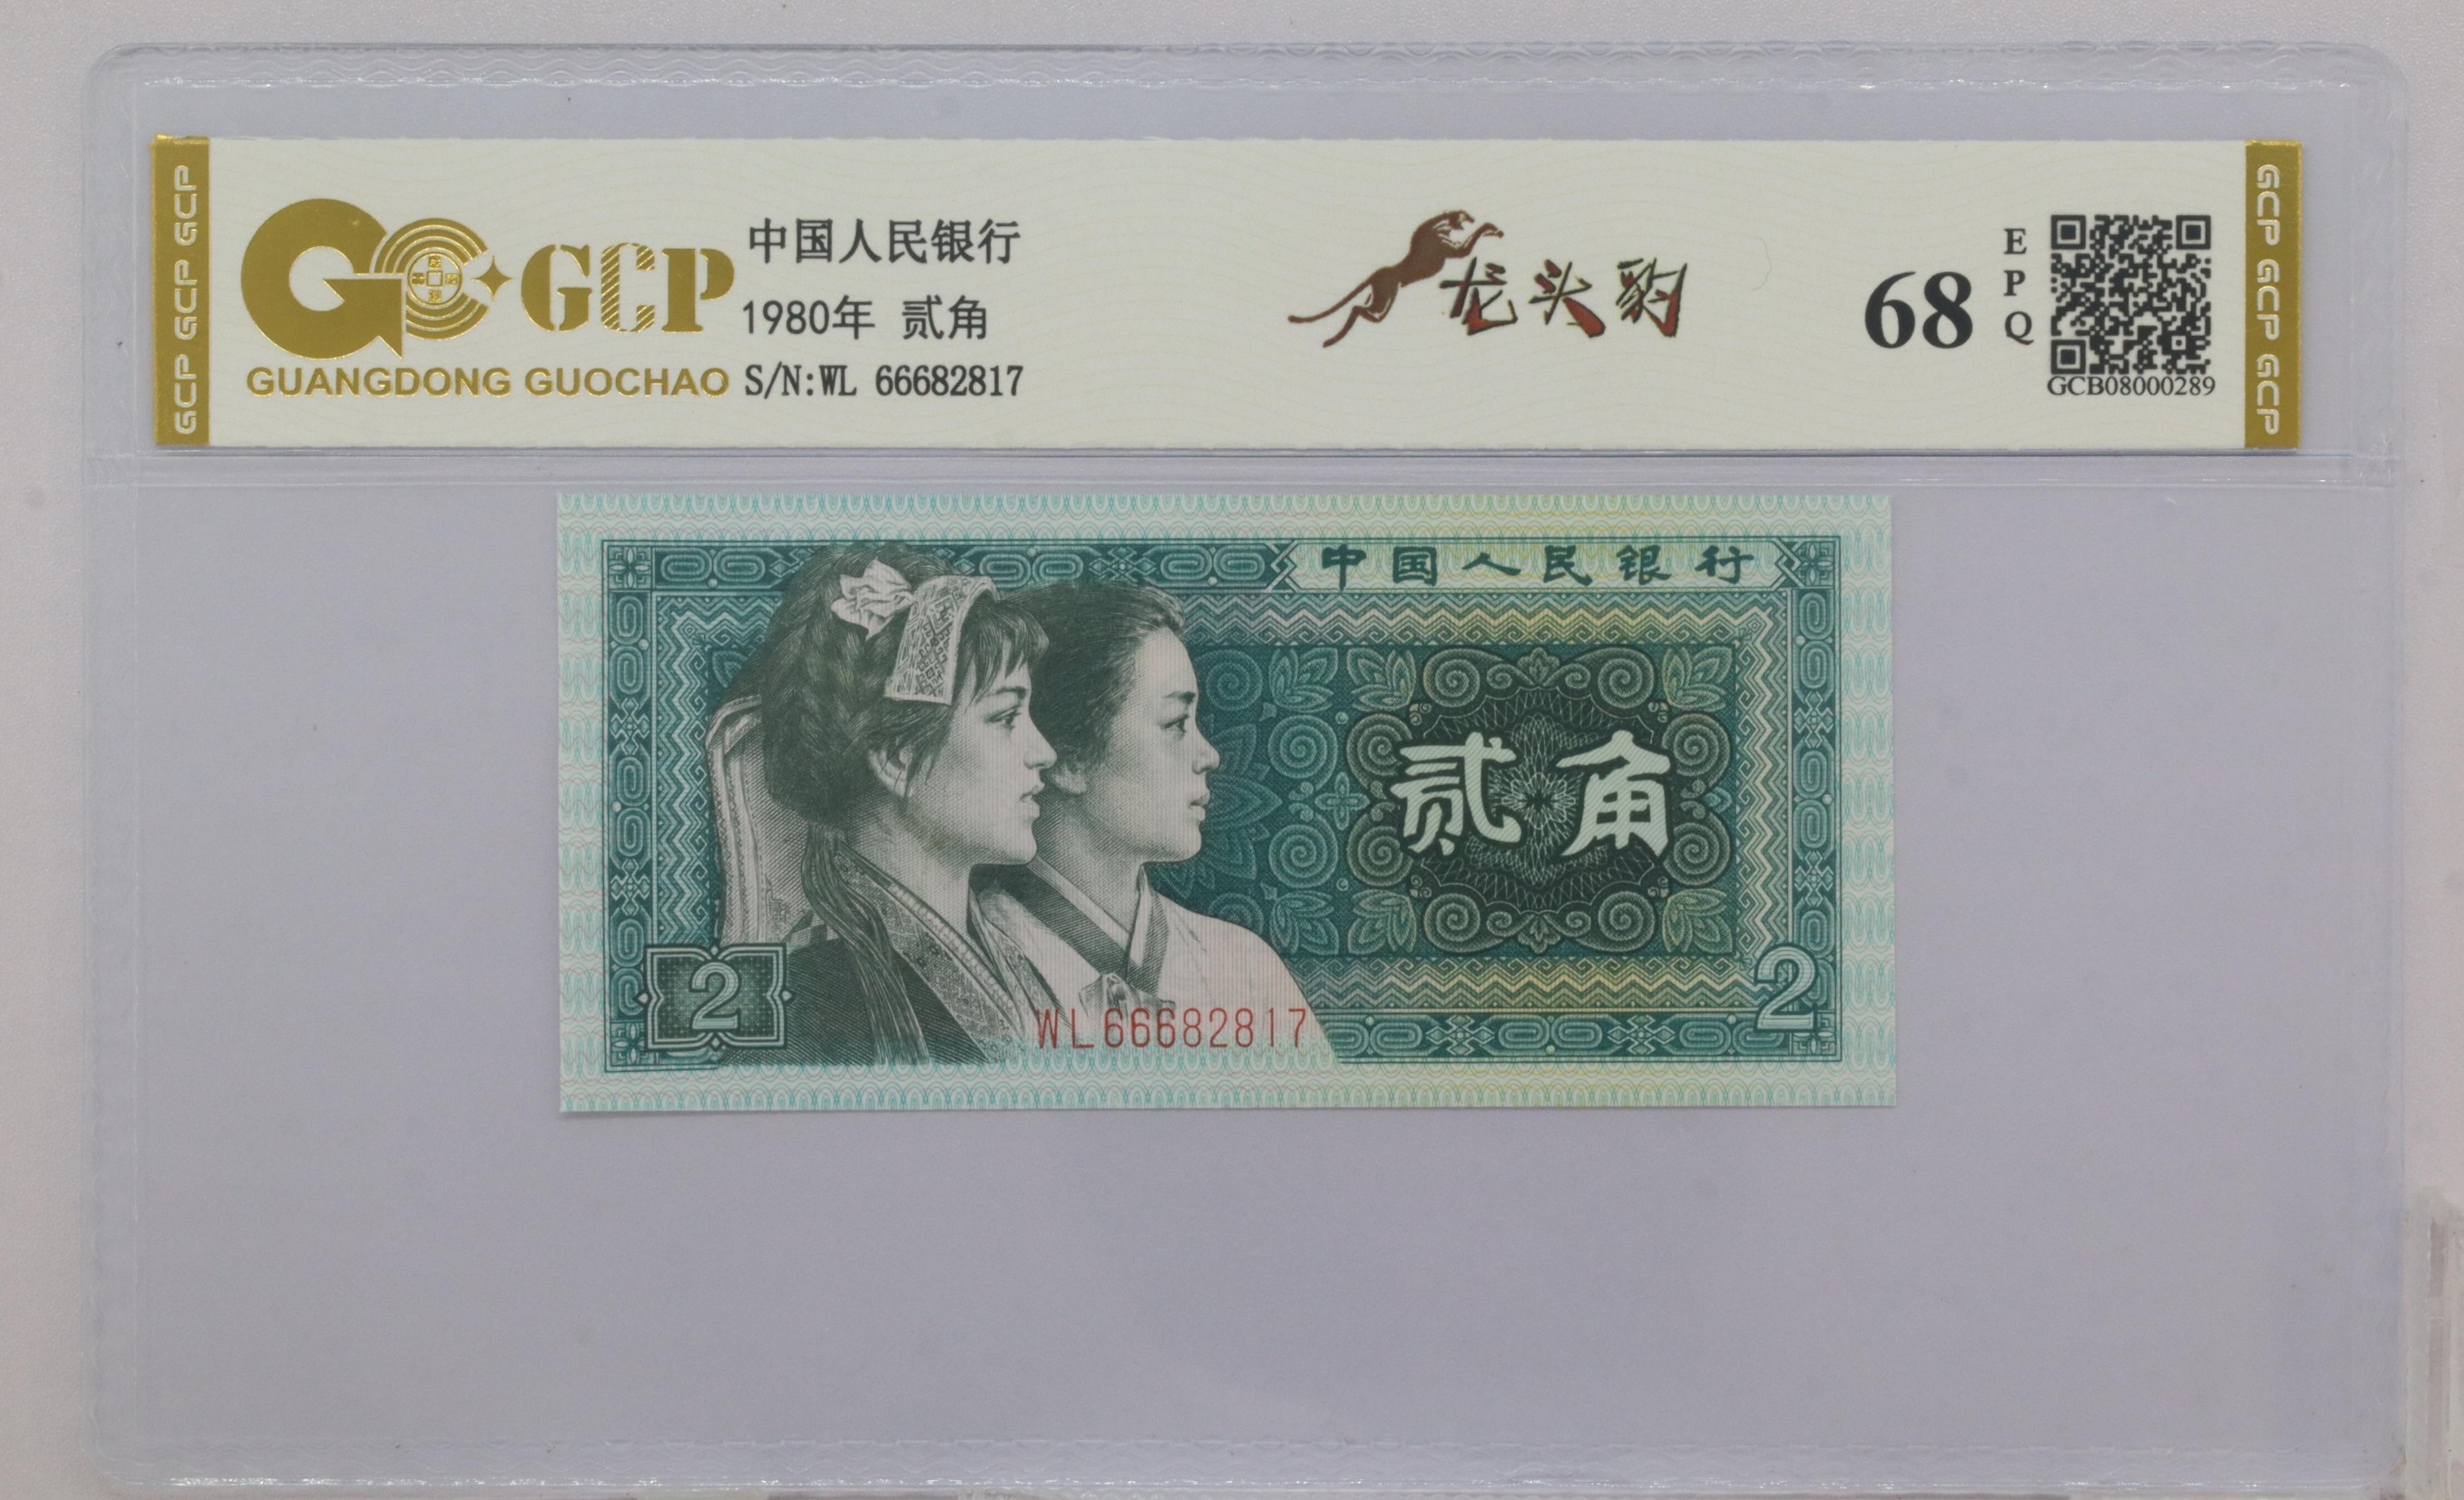 GCP GCP GCP
GCP
GUANGDONG GUOCHAO
中国人民银行
1980年 贰角
S/N:WL 66682817
龙头豹
68
EPQ
GCB08000289
GCP GCP GCP
中国人民银行
贰角
2
WL66682817
2